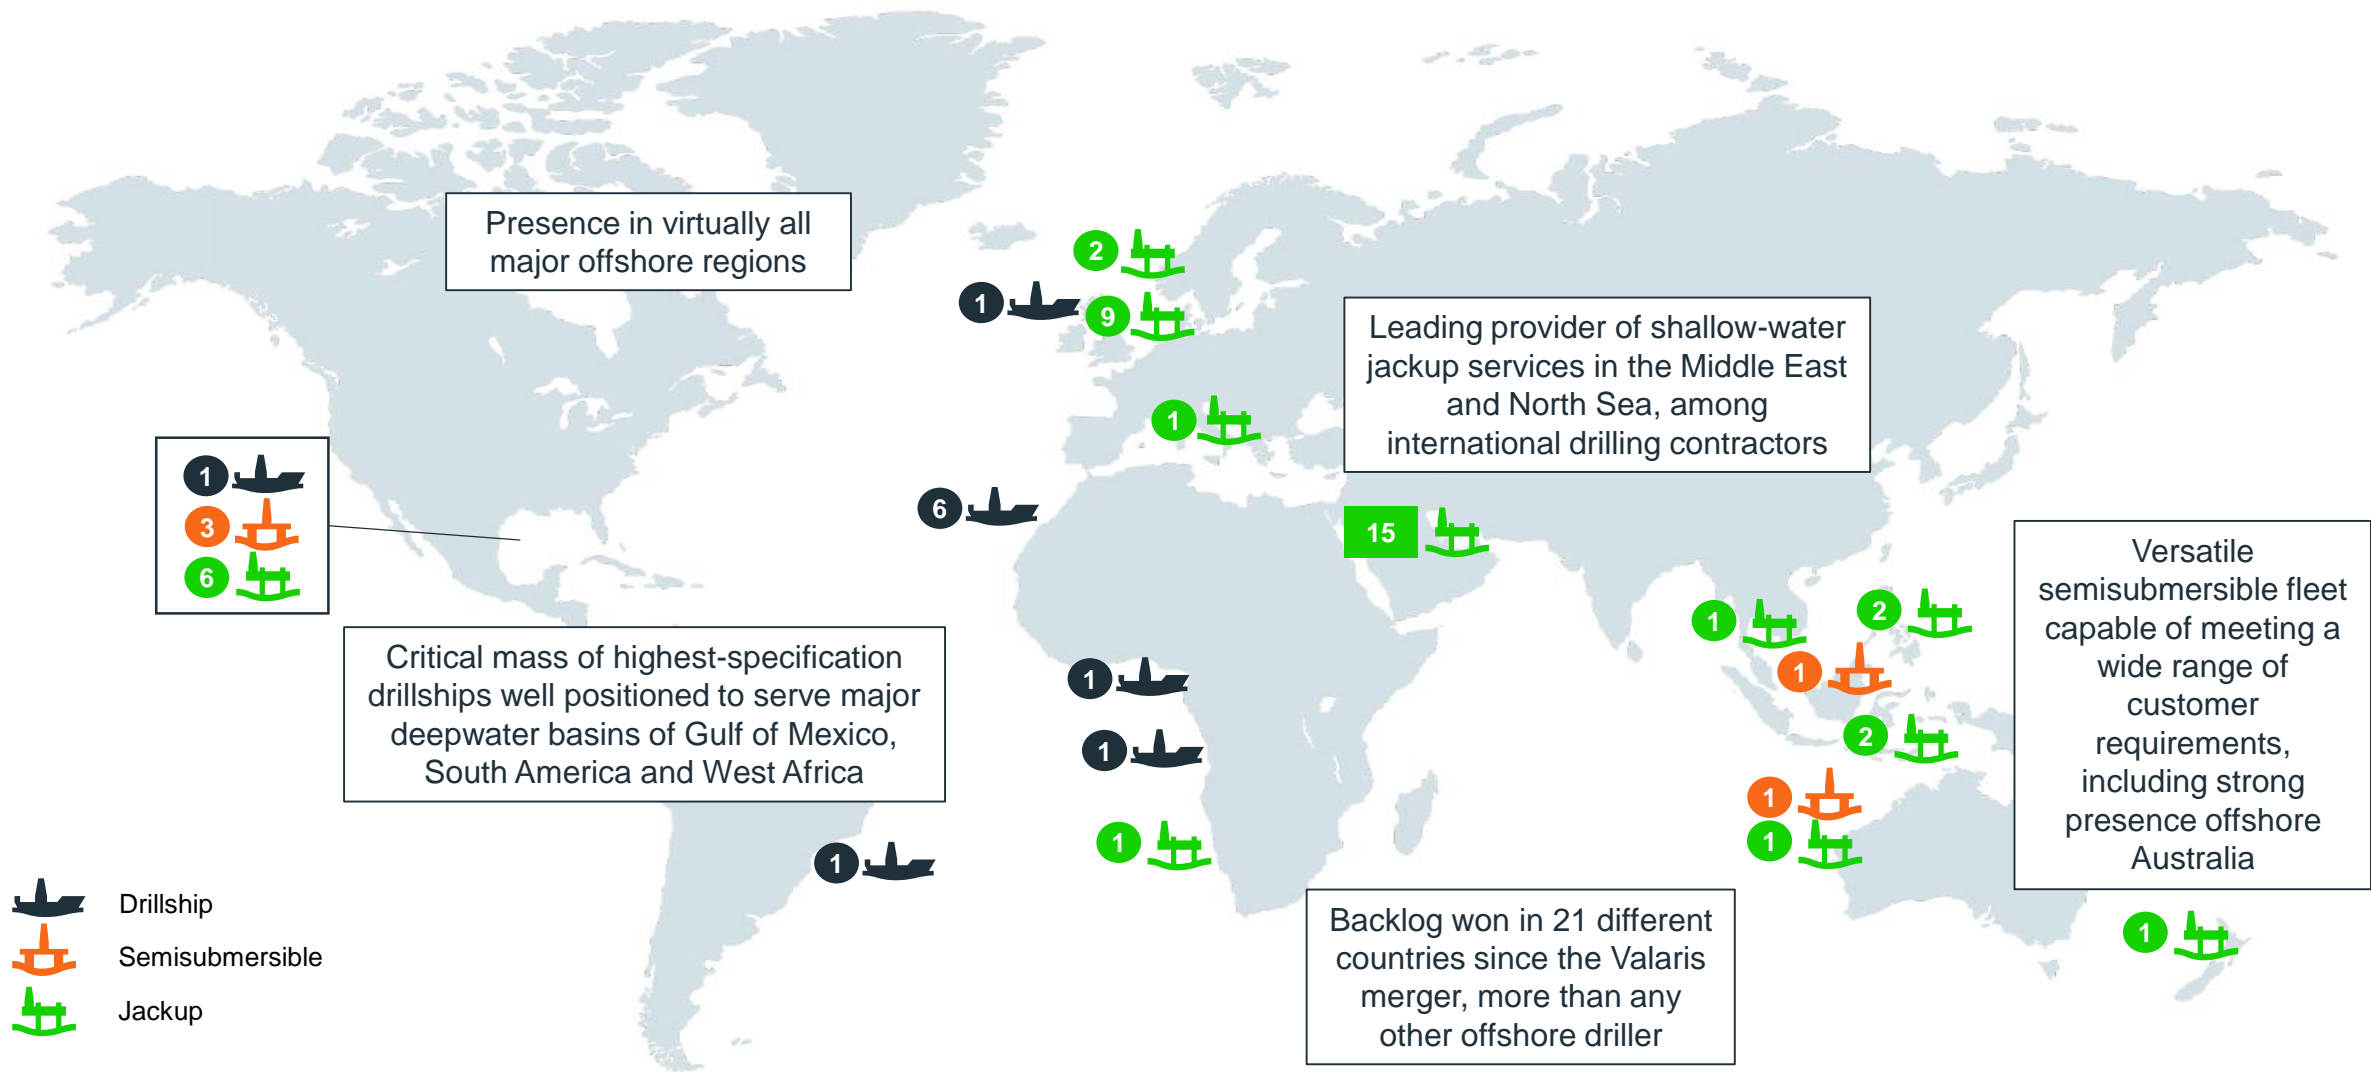 Presence in virtually all
major offshore regions
2
1
9
Leading provider of shallow-water
jackup services in the Middle East
and North Sea, among
international drilling contractors
1
1
3
6
6
15
Versatile
semisubmersible fleet
capable of meeting a
wide range of
customer
requirements,
including strong
presence offshore
Australia
1
2
1
2
1
1
Critical mass of highest-specification
drillships well positioned to serve major
deepwater basins of Gulf of Mexico,
South America and West Africa
1
1
1
1
Backlog won in 21 different
countries since the Valaris
merger, more than any
other offshore driller
1
Drillship
Semisubmersible
Jackup